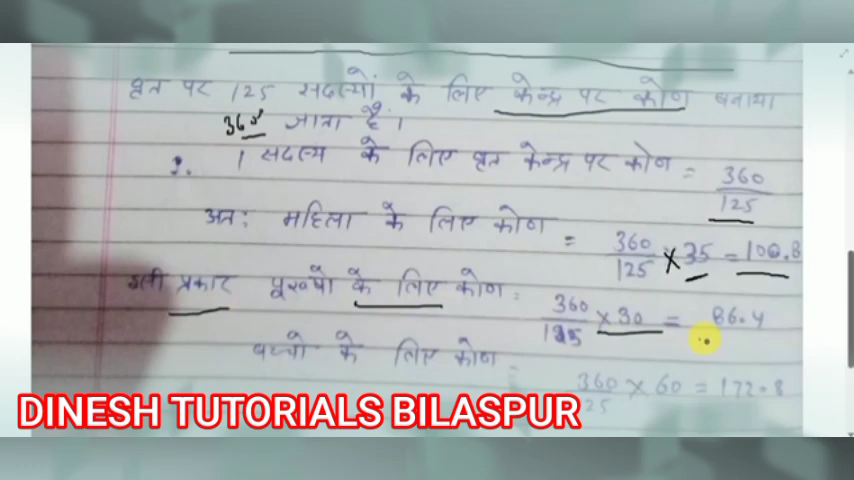 वृत पर 125 सदस्यों के लिए केन्द्र पर कोण बनाया
360° जाता है।
1 सदस्य के लिए वृत केन्द्र पर कोण = 360/125
अतः महिला के लिए कोण = 360/125 × 35 = 100.8
इसी प्रकार पुरूषो के लिए कोण = 360/125 × 30 = 86.4
बच्चो के लिए कोण = 360/125 × 60 = 172.8
DINESH TUTORIALS BILASPUR